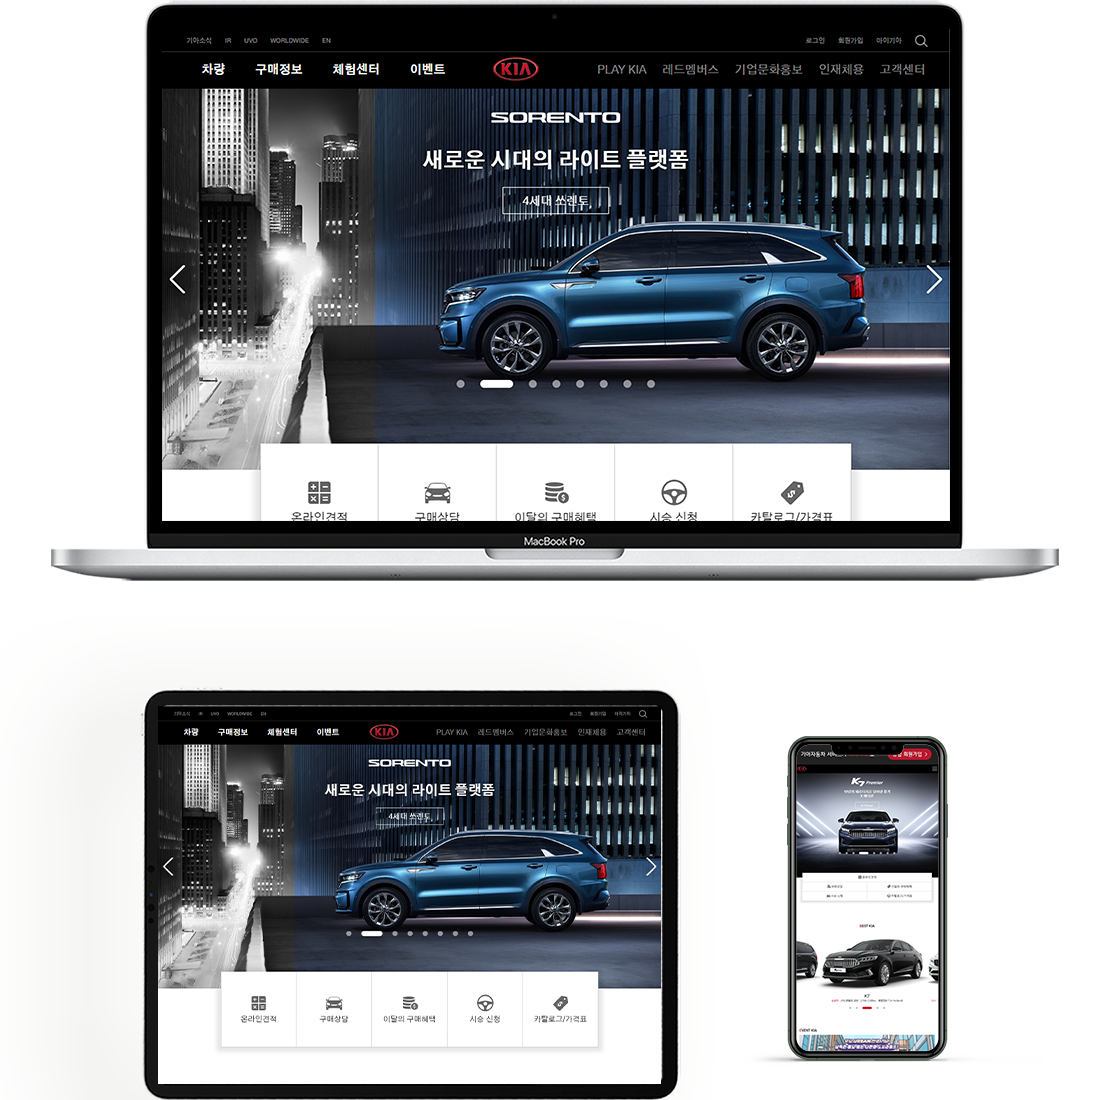 기아소식 IR UVO WORLDWIDE EN 로그인 회원가입 마이기아
차량 구매정보 체험센터 이벤트 KIA PLAY KIA 레드멤버스 기업문화홍보 인재채용 고객센터
SORENTO
새로운 시대의 라이트 플랫폼
4세대 쏘렌토
온라인견적 구매상담 이달의 구매혜택 시승 신청 카탈로그/가격표
MacBook Pro
기아소식 IR UVO WORLDWIDE EN 로그인 회원가입 마이기아
차량 구매정보 체험센터 이벤트 KIA PLAY KIA 레드멤버스 기업문화홍보 인재채용 고객센터
SORENTO
새로운 시대의 라이트 플랫폼
4세대 쏘렌토
온라인견적 구매상담 이달의 구매혜택 시승 신청 카탈로그/가격표
기아자동차 회원가입
K7 Premier
BEST KIA
K7
EVENT KIA